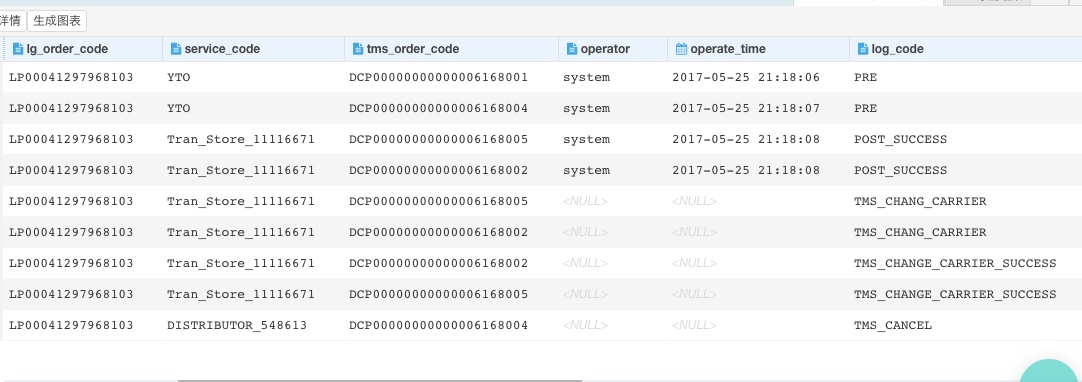 详情 生成图表
lg_order_code service_code tms_order_code operator operate_time log_code
LP00041297968103 YTO DCP00000000000006168001 system 2017-05-25 21:18:06 PRE
LP00041297968103 YTO DCP00000000000006168004 system 2017-05-25 21:18:07 PRE
LP00041297968103 Tran_Store_11116671 DCP00000000000006168005 system 2017-05-25 21:18:08 POST_SUCCESS
LP00041297968103 Tran_Store_11116671 DCP00000000000006168002 system 2017-05-25 21:18:08 POST_SUCCESS
LP00041297968103 Tran_Store_11116671 DCP00000000000006168005 <NULL> <NULL> TMS_CHANG_CARRIER
LP00041297968103 Tran_Store_11116671 DCP00000000000006168002 <NULL> <NULL> TMS_CHANG_CARRIER
LP00041297968103 Tran_Store_11116671 DCP00000000000006168002 <NULL> <NULL> TMS_CHANGE_CARRIER_SUCCESS
LP00041297968103 Tran_Store_11116671 DCP00000000000006168005 <NULL> <NULL> TMS_CHANGE_CARRIER_SUCCESS
LP00041297968103 DISTRIBUTOR_548613 DCP00000000000006168004 <NULL> <NULL> TMS_CANCEL